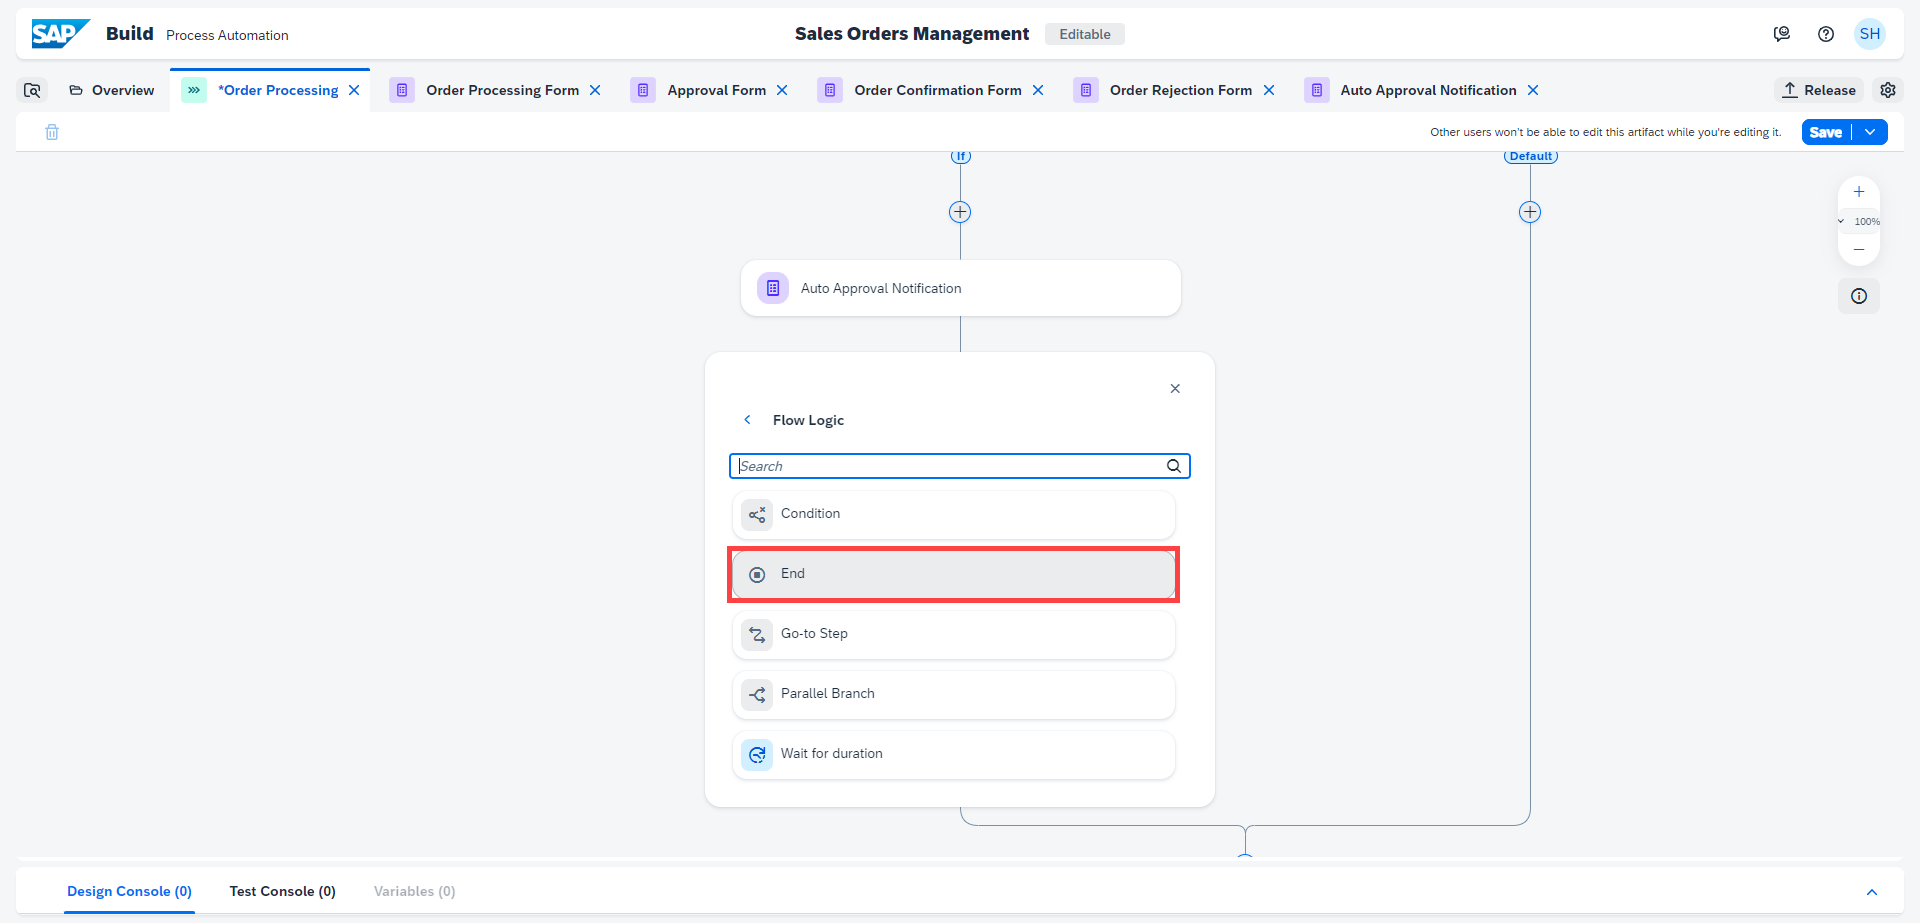 SAP Build Process Automation
Sales Orders Management Editable
SH
Overview *Order Processing Order Processing Form Approval Form Order Confirmation Form Order Rejection Form Auto Approval Notification Release
Other users won't be able to edit this artifact while you're editing it. Save
If Default
100%
Auto Approval Notification
Flow Logic
Search
Condition
End
Go-to Step
Parallel Branch
Wait for duration
Design Console (0) Test Console (0) Variables (0)